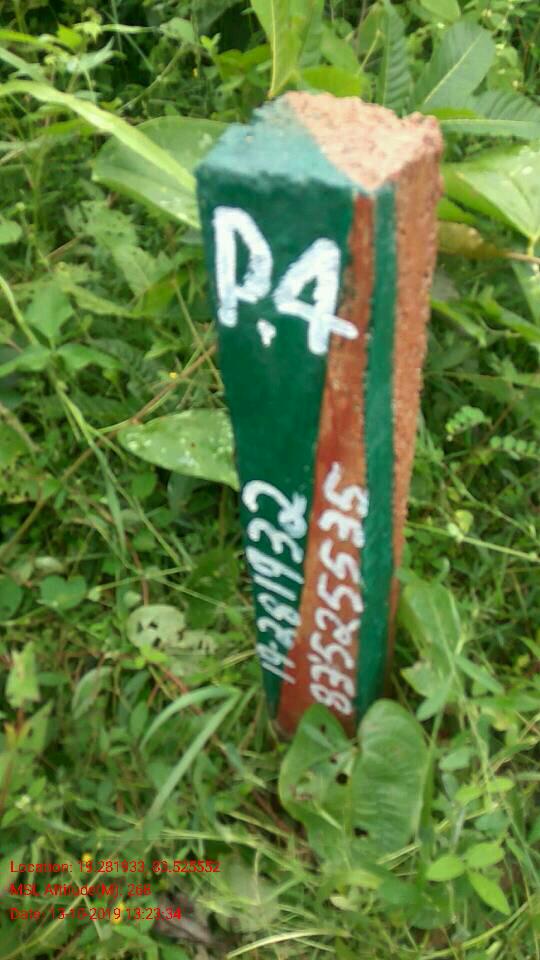 P.4
19.281932
83.525535
Location: 19.281933, 83.525552
MSL Altitude(M): 268
Date: 13-10-2019 13:23:34